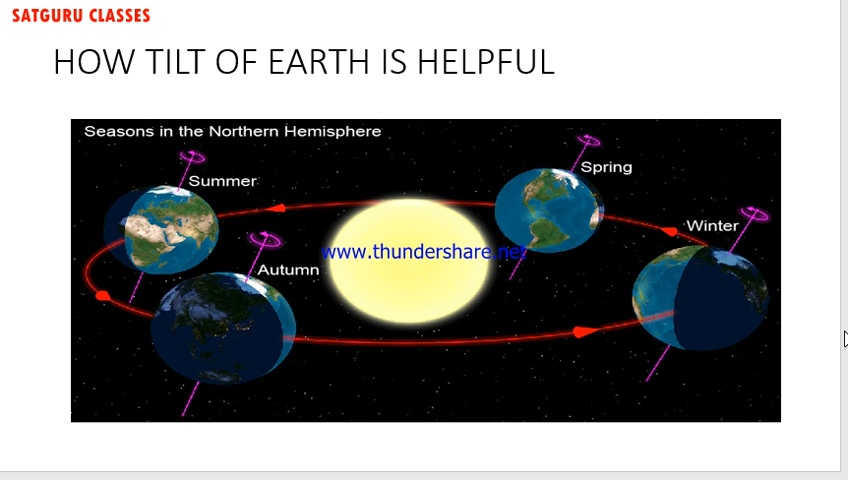 SATGURU CLASSES
HOW TILT OF EARTH IS HELPFUL
Seasons in the Northern Hemisphere
Spring
Summer
Winter
www.thundershare.net
Autumn